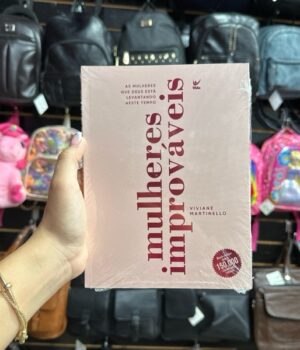 AS MULHERES
QUE DEUS ESTÁ
LEVANTANDO
NESTE TEMPO
mulheres
improváveis
VIVIANE
MARTINELLO
150.000